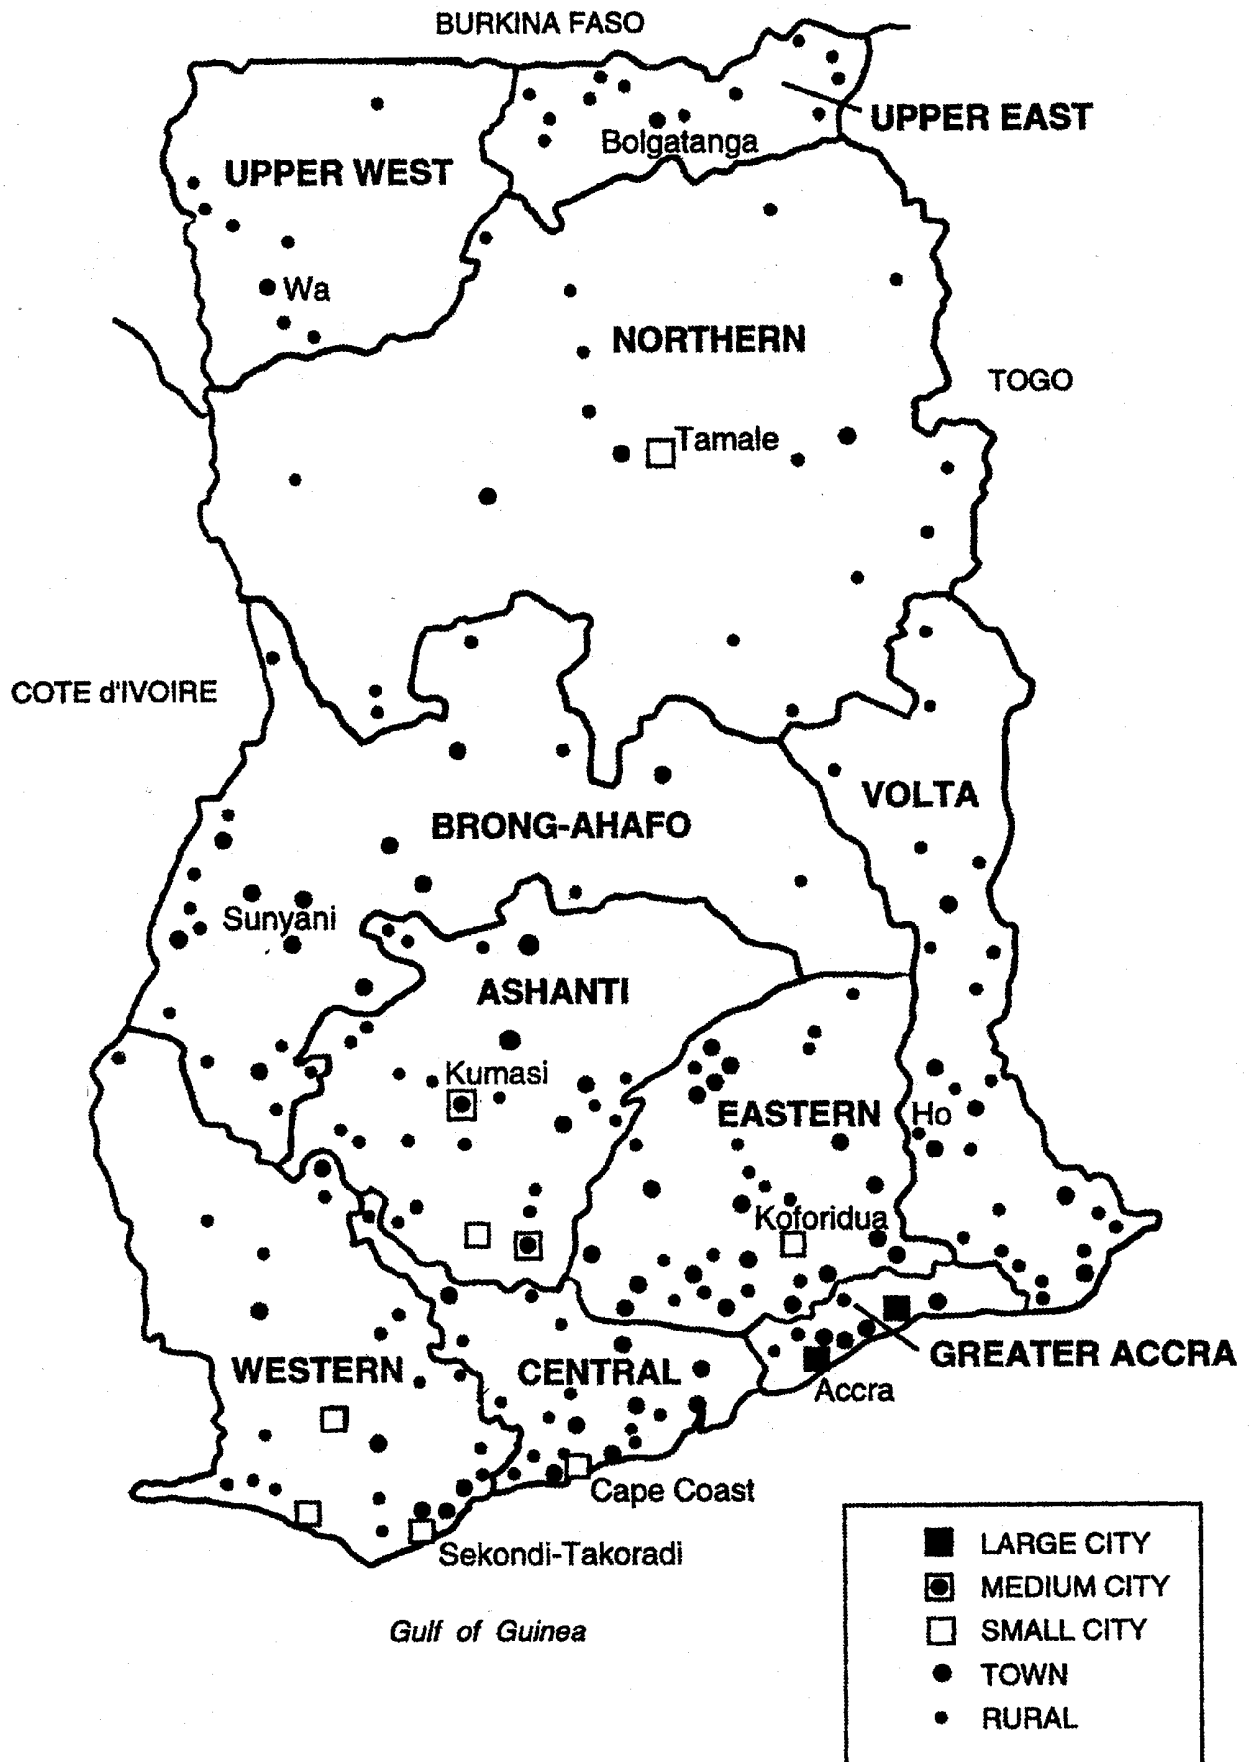 BURKINA FASO
UPPER EAST
Bolgatanga
UPPER WEST
Wa
NORTHERN
TOGO
Tamale
COTE d'IVOIRE
VOLTA
BRONG-AHAFO
Sunyani
ASHANTI
Kumasi
EASTERN
Ho
Koforidua
GREATER ACCRA
WESTERN
CENTRAL
Accra
Cape Coast
Sekondi-Takoradi
Gulf of Guinea
LARGE CITY
MEDIUM CITY
SMALL CITY
TOWN
RURAL